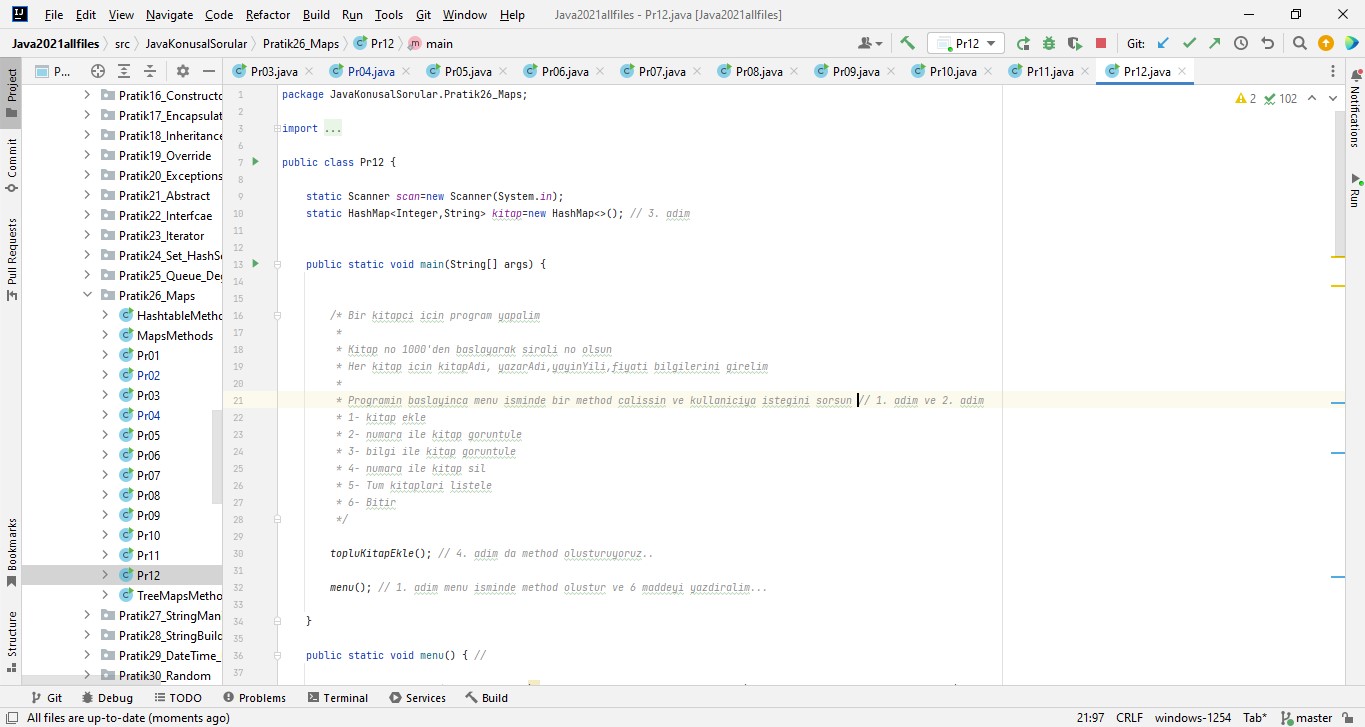 File Edit View Navigate Code Refactor Build Run Tools Git Window Help Java2021allfiles - Pr12.java [Java2021allfiles]
Java2021allfiles src JavaKonusalSorular Pratik26_Maps Pr12 main Pr12 Git:
P... Pr03.java Pr04.java Pr05.java Pr06.java Pr07.java Pr08.java Pr09.java Pr10.java Pr11.java Pr12.java
Project
Commit
Pull Requests
Bookmarks
Structure
Pratik16_Constructo
Pratik17_Encapsulat
Pratik18_Inheritance
Pratik19_Override
Pratik20_Exceptions
Pratik21_Abstract
Pratik22_Interfcae
Pratik23_Iterator
Pratik24_Set_HashSe
Pratik25_Queue_Deq
Pratik26_Maps
HashtableMetho
MapsMethods
Pr01
Pr02
Pr03
Pr04
Pr05
Pr06
Pr07
Pr08
Pr09
Pr10
Pr11
Pr12
TreeMapsMetho
Pratik27_StringMan
Pratik28_StringBuild
Pratik29_DateTime_
Pratik30_Random
1 package JavaKonusalSorular.Pratik26_Maps;
2
3 import ...
6
7 public class Pr12 {
8
9 static Scanner scan=new Scanner(System.in);
10 static HashMap<Integer,String> kitap=new HashMap<>(); // 3. adim
11
12
13 public static void main(String[] args) {
14
15
16 /* Bir kitapci icin program yapalim
17 *
18 * Kitap no 1000'den baslayarak sirali no olsun
19 * Her kitap icin kitapAdi, yazarAdi,yayinYili,fiyati bilgilerini girelim
20 *
21 * Programin baslayinca menu isminde bir method calissin ve kullaniciya istegini sorsun // 1. adim ve 2. adim
22 * 1- kitap ekle
23 * 2- numara ile kitap goruntule
24 * 3- bilgi ile kitap goruntule
25 * 4- numara ile kitap sil
26 * 5- Tum kitaplari listele
27 * 6- Bitir
28 */
29
30 topluKitapEkle(); // 4. adim da method olusturuyoruz..
31
32 menu(); // 1. adim menu isminde method olustur ve 6 maddeyi yazdiralim...
33
34 }
35
36 public static void menu() { //
37
2 102
Notifications
Run
Git Debug TODO Problems Terminal Services Build
All files are up-to-date (moments ago) 21:97 CRLF windows-1254 Tab* master